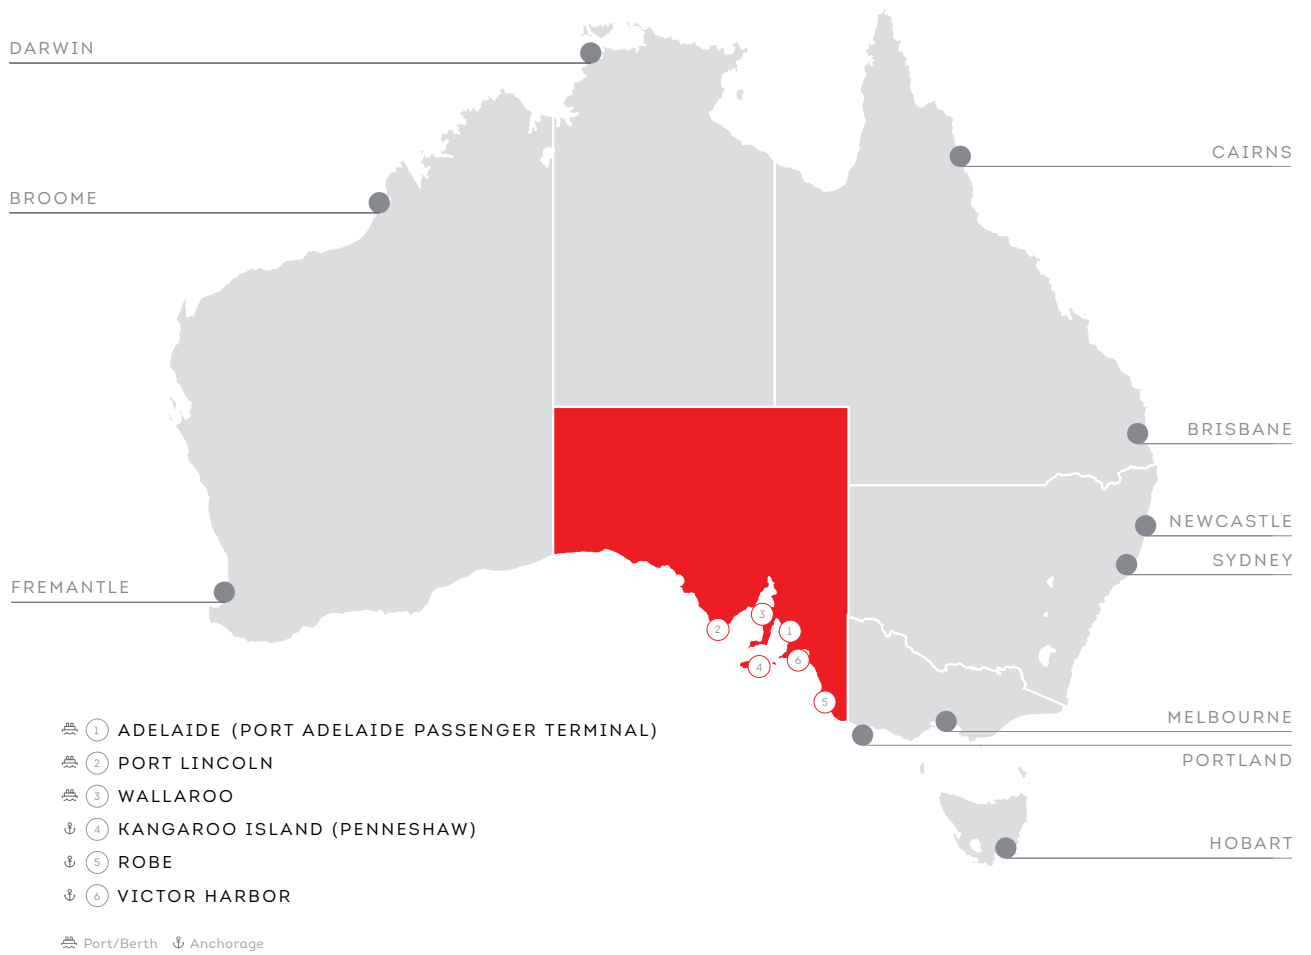 DARWIN
CAIRNS
BROOME
BRISBANE
NEWCASTLE
SYDNEY
FREMANTLE
3
2
1
6
4
5
MELBOURNE
PORTLAND
HOBART
1 ADELAIDE (PORT ADELAIDE PASSENGER TERMINAL)
2 PORT LINCOLN
3 WALLAROO
4 KANGAROO ISLAND (PENNESHAW)
5 ROBE
6 VICTOR HARBOR
Port/Berth Anchorage